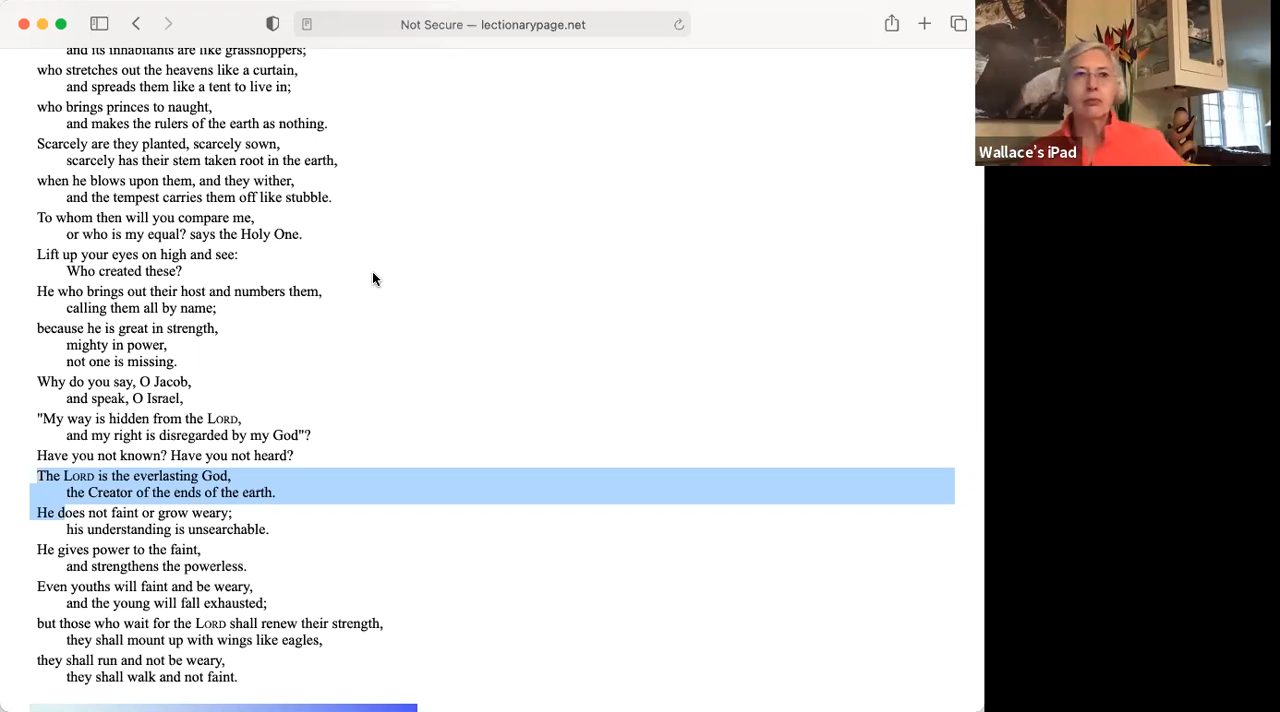 Not Secure — lectionarypage.net
and its inhabitants are like grasshoppers;
who stretches out the heavens like a curtain,
and spreads them like a tent to live in;
who brings princes to naught,
and makes the rulers of the earth as nothing.
Scarcely are they planted, scarcely sown,
scarcely has their stem taken root in the earth,
when he blows upon them, and they wither,
and the tempest carries them off like stubble.
To whom then will you compare me,
or who is my equal? says the Holy One.
Lift up your eyes on high and see:
Who created these?
He who brings out their host and numbers them,
calling them all by name;
because he is great in strength,
mighty in power,
not one is missing.
Why do you say, O Jacob,
and speak, O Israel,
"My way is hidden from the LORD,
and my right is disregarded by my God"?
Have you not known? Have you not heard?
The LORD is the everlasting God,
the Creator of the ends of the earth.
He does not faint or grow weary;
his understanding is unsearchable.
He gives power to the faint,
and strengthens the powerless.
Even youths will faint and be weary,
and the young will fall exhausted;
but those who wait for the LORD shall renew their strength,
they shall mount up with wings like eagles,
they shall run and not be weary,
they shall walk and not faint.
Wallace's iPad